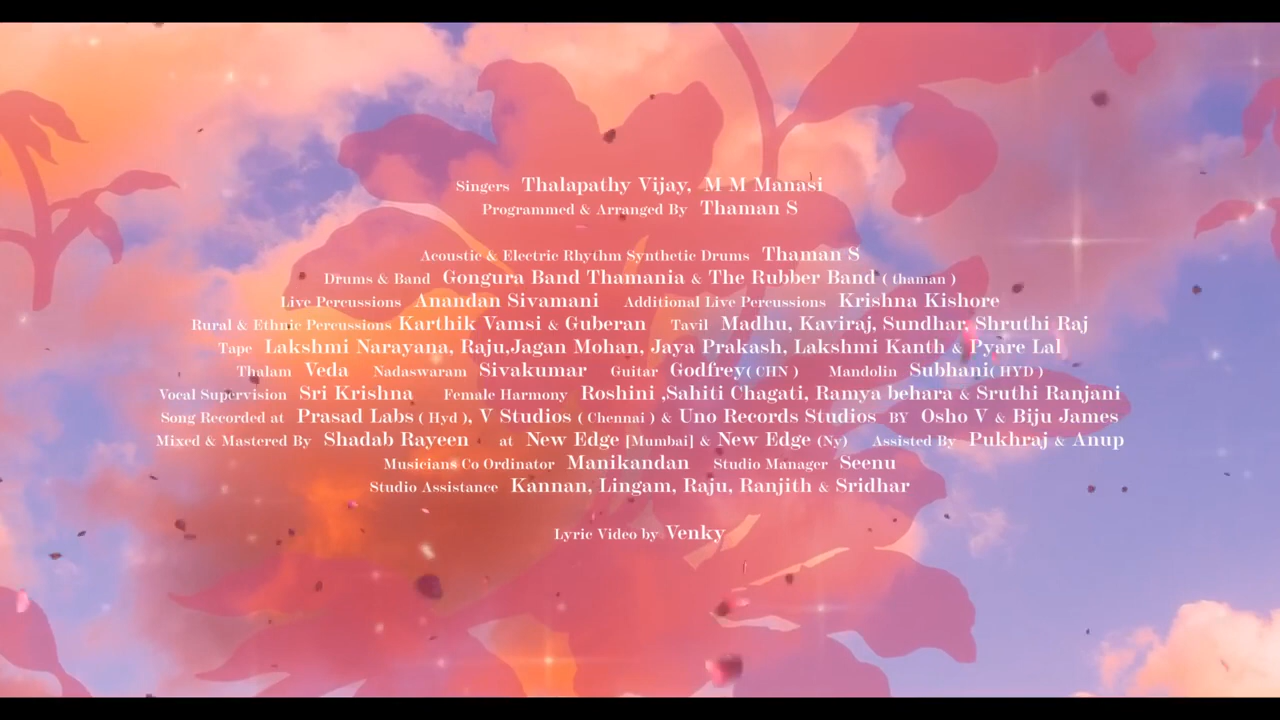 Singers Thalapathy Vijay, M M Manasi
Programmed & Arranged By Thaman S
Acoustic & Electric Rhythm Synthetic Drums Thaman S
Drums & Band Gongura Band Thamania & The Rubber Band ( thaman )
Live Percussions Anandan Sivamani Additional Live Percussions Krishna Kishore
Rural & Ethnic Percussions Karthik Vamsi & Guberan Tavil Madhu, Kaviraj, Sundhar, Shruthi Raj
Tape Lakshmi Narayana, Raju,Jagan Mohan, Jaya Prakash, Lakshmi Kanth & Pyare Lal
Thalam Veda Nadaswaram Sivakumar Guitar Godfrey( CHN ) Mandolin Subhani( HYD )
Vocal Supervision Sri Krishna Female Harmony Roshini ,Sahiti Chagati, Ramya behara & Sruthi Ranjani
Song Recorded at Prasad Labs ( Hyd ), V Studios ( Chennai ) & Uno Records Studios BY Osho V & Biju James
Mixed & Mastered By Shadab Rayeen at New Edge [Mumbai] & New Edge (Ny) Assisted By Pukhraj & Anup
Musicians Co Ordinator Manikandan Studio Manager Seenu
Studio Assistance Kannan, Lingam, Raju, Ranjith & Sridhar
Lyric Video by Venky